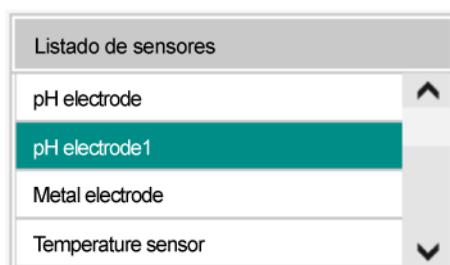 Listado de sensores
pH electrode
pH electrode1
Metal electrode
Temperature sensor